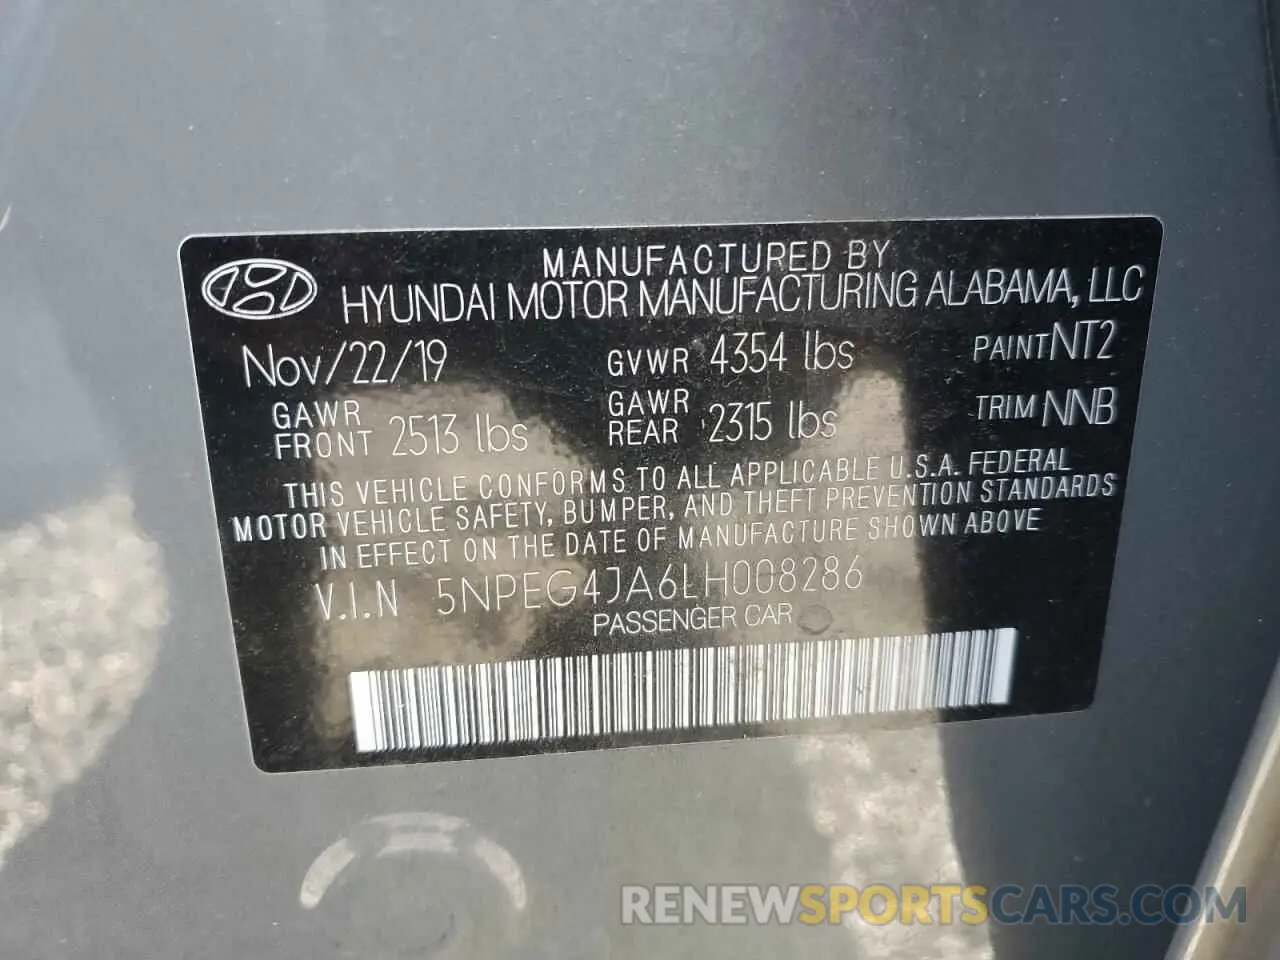 MANUFACTURED BY
HYUNDAI MOTOR MANUFACTURING ALABAMA, LLC
Nov/22/19 GVWR 4354 lbs PAINT NT2
GAWR FRONT 2513 lbs GAWR REAR 2315 lbs TRIM NNB
THIS VEHICLE CONFORMS TO ALL APPLICABLE U.S.A. FEDERAL
MOTOR VEHICLE SAFETY, BUMPER, AND THEFT PREVENTION STANDARDS
IN EFFECT ON THE DATE OF MANUFACTURE SHOWN ABOVE
V.I.N 5NPEG4JA6LH008286
PASSENGER CAR
RENEWSPORTSCARS.COM